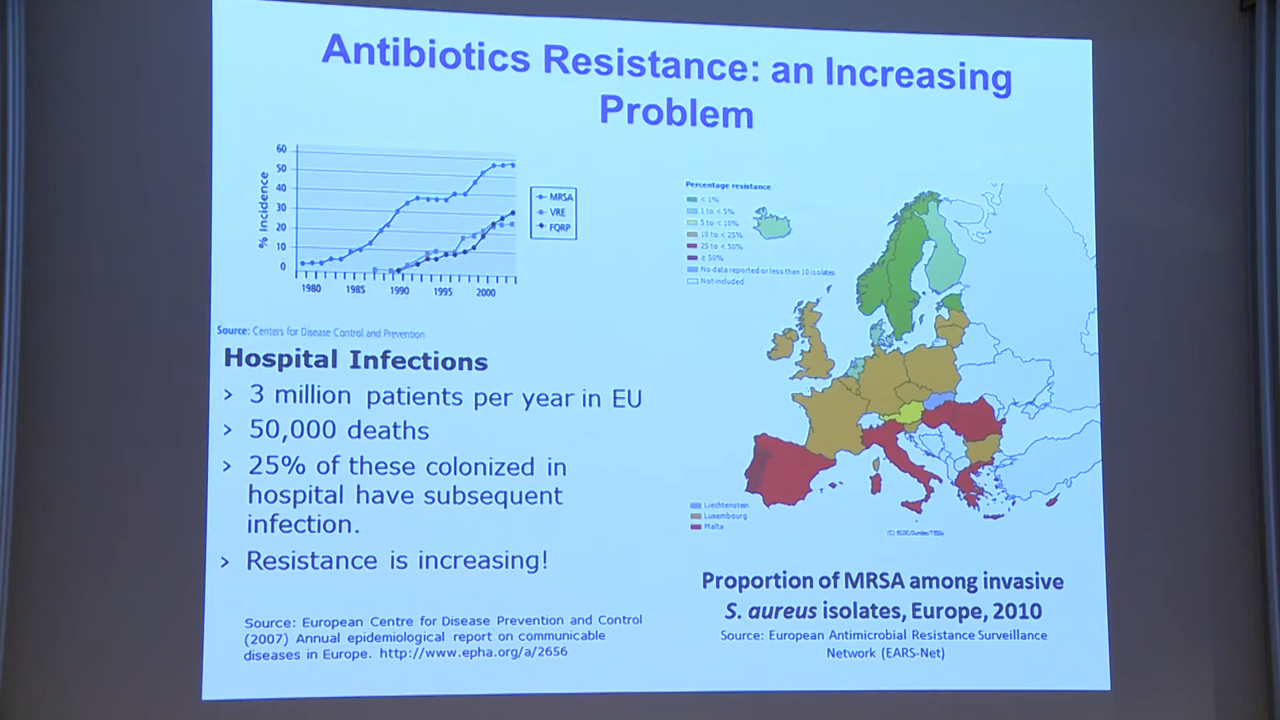 Antibiotics Resistance: an Increasing
Problem
% Incidence
60
50
40
30
20
10
0
1980
1985
1990
1995
2000
MRSA
VRE
FQRP
Source: Centers for Disease Control and Prevention
Hospital Infections
> 3 million patients per year in EU
> 50,000 deaths
> 25% of these colonized in
hospital have subsequent
infection.
> Resistance is increasing!
Source: European Centre for Disease Prevention and Control
(2007) Annual epidemiological report on communicable
diseases in Europe. http://www.epha.org/a/2656
Percentage resistance
< 1%
1 to < 5%
5 to < 10%
10 to < 25%
25 to < 50%
≥ 50%
No data reported or less than 10 isolates
Not included
Liechtenstein
Luxembourg
Malta
Proportion of MRSA among invasive
S. aureus isolates, Europe, 2010
Source: European Antimicrobial Resistance Surveillance
Network (EARS-Net)